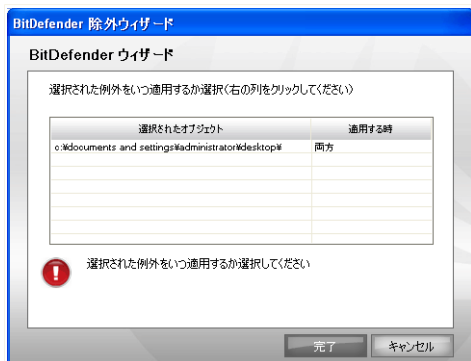 BitDefender 除外ウィザード
BitDefender ウィザード
選択された例外をいつ適用するか選択(右の列をクリックしてください)
選択されたオブジェクト 適用する時
c:¥documents and settings¥administrator¥desktop¥ 両方
選択された例外をいつ適用するか選択してください
完了 キャンセル